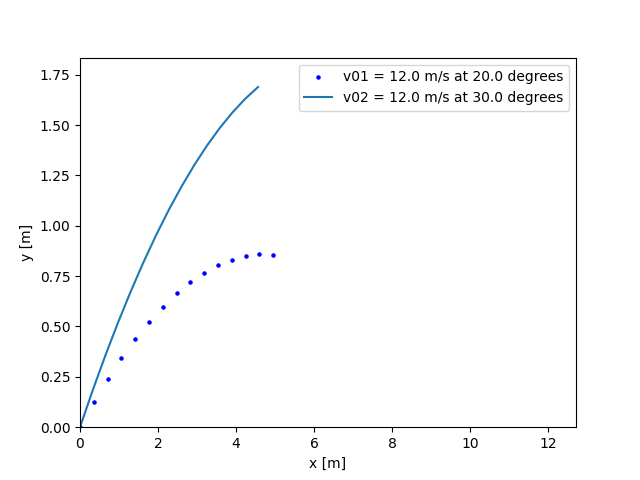 v01 = 12.0 m/s at 20.0 degrees
v02 = 12.0 m/s at 30.0 degrees
1.75
1.50
1.25
1.00
0.75
0.50
0.25
0.00
y [m]
0 2 4 6 8 10 12
x [m]